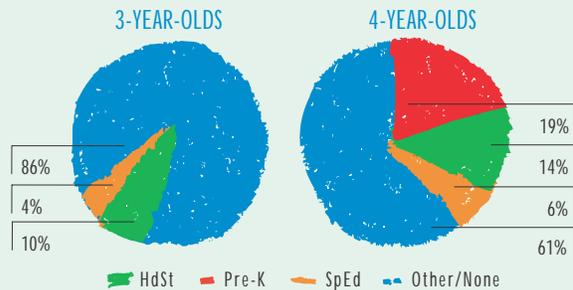 3-YEAR-OLDS
4-YEAR-OLDS
86%
4%
10%
19%
14%
6%
61%
HdSt Pre-K SpEd Other/None